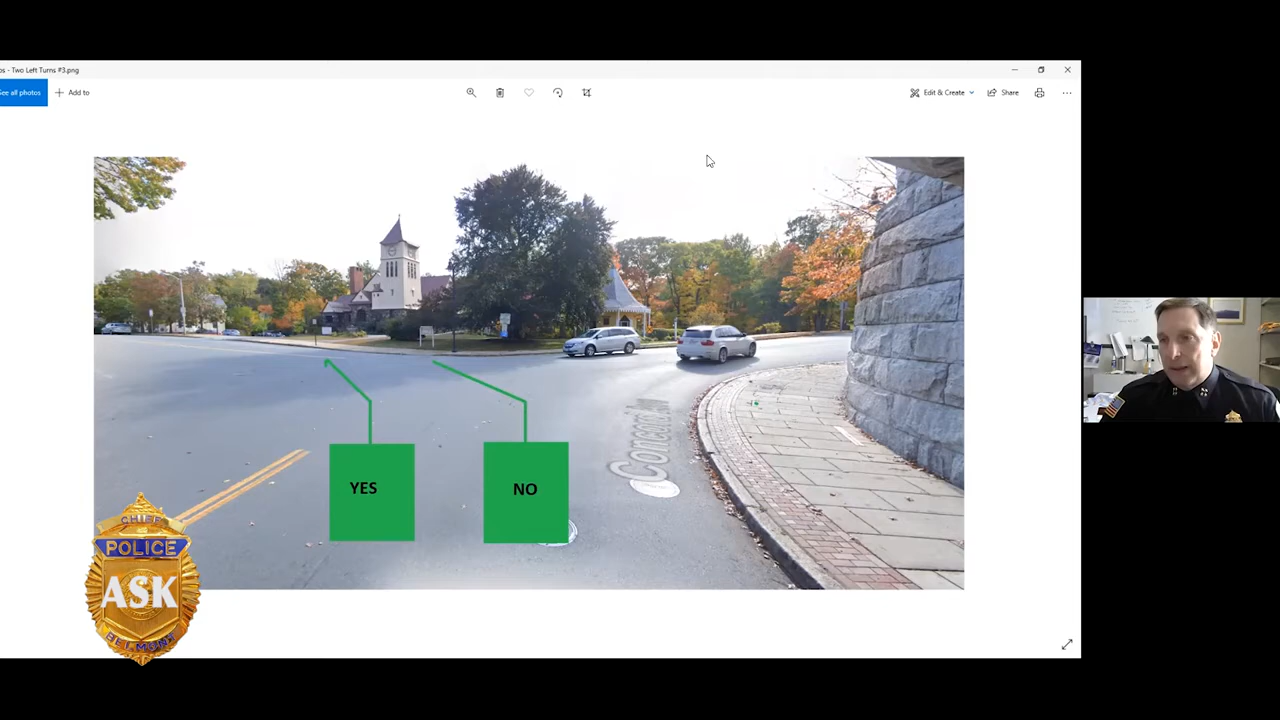 os - Two Left Turns #3.png
See all photos
Add to
Edit & Create
Share
YES
NO
Concord
CHIEF
POLICE
ASK
BELMONT